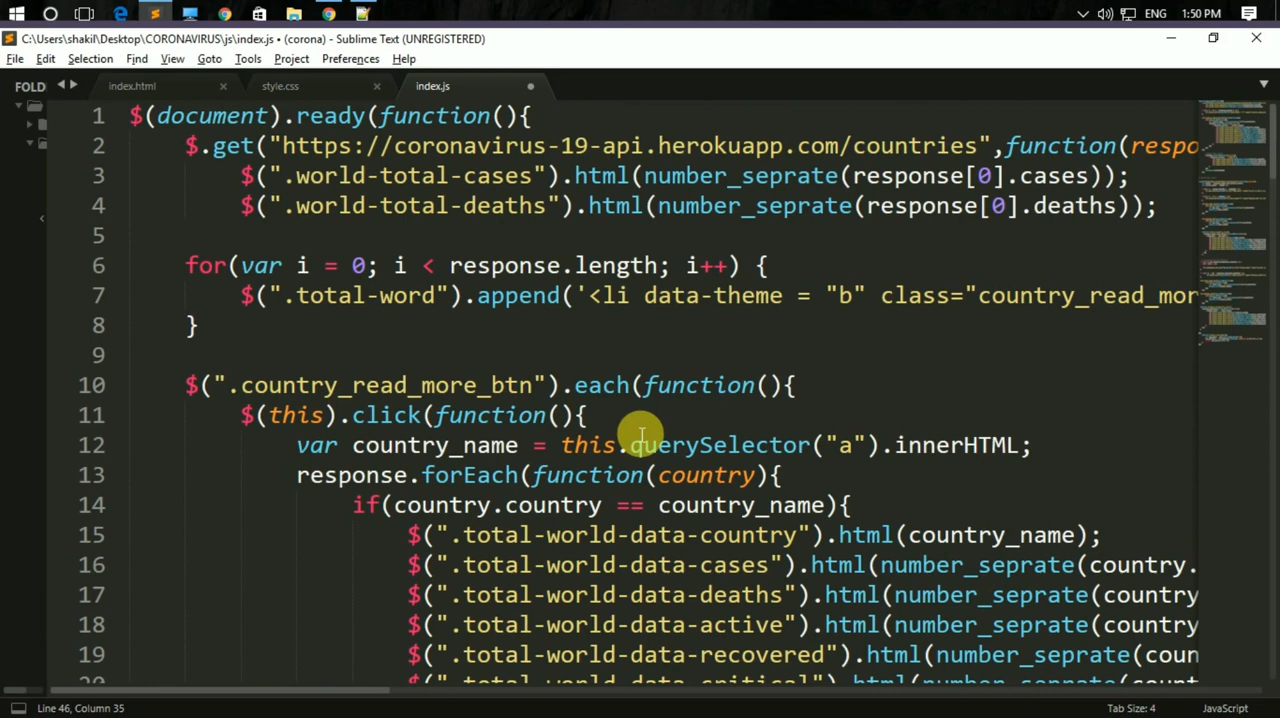 ENG 1:50 PM
C:\Users\shakil\Desktop\CORONAVIRUS\js\index.js • (corona) - Sublime Text (UNREGISTERED)
File Edit Selection Find View Goto Tools Project Preferences Help
FOLD index.html style.css index.js
1 $(document).ready(function(){
2 $.get("https://coronavirus-19-api.herokuapp.com/countries",function(respo
3 $(".world-total-cases").html(number_seprate(response[0].cases));
4 $(".world-total-deaths").html(number_seprate(response[0].deaths));
5
6 for(var i = 0; i < response.length; i++) {
7 $(".total-word").append('<li data-theme = "b" class="country_read_mor
8 }
9
10 $(".country_read_more_btn").each(function(){
11 $(this).click(function(){
12 var country_name = this.querySelector("a").innerHTML;
13 response.forEach(function(country){
14 if(country.country == country_name){
15 $(".total-world-data-country").html(country_name);
16 $(".total-world-data-cases").html(number_seprate(country.
17 $(".total-world-data-deaths").html(number_seprate(country
18 $(".total-world-data-active").html(number_seprate(country
19 $(".total-world-data-recovered").html(number_seprate(coun
20 $(".total-world-data-critical").html(number_seprate(count
Line 46, Column 35 Tab Size: 4 JavaScript